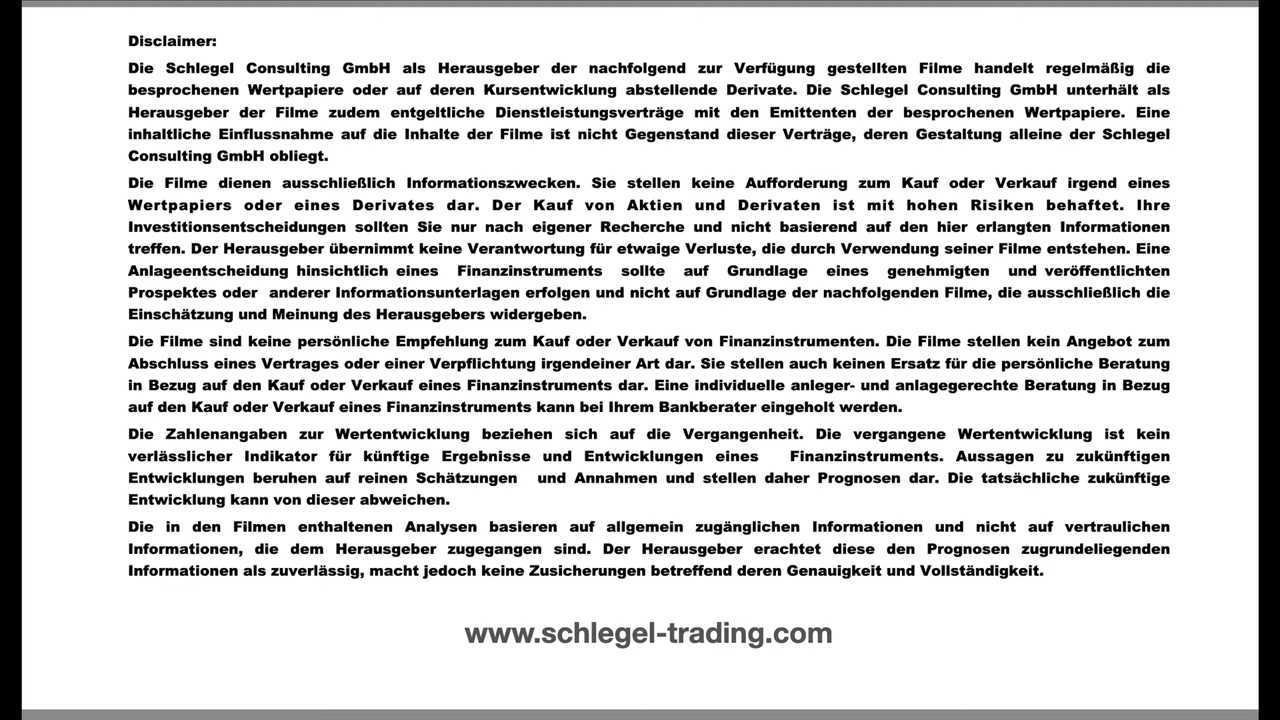 Disclaimer:
Die Schlegel Consulting GmbH als Herausgeber der nachfolgend zur Verfügung gestellten Filme handelt regelmäßig die
besprochenen Wertpapiere oder auf deren Kursentwicklung abstellende Derivate. Die Schlegel Consulting GmbH unterhält als
Herausgeber der Filme zudem entgeltliche Dienstleistungsverträge mit den Emittenten der besprochenen Wertpapiere. Eine
inhaltliche Einflussnahme auf die Inhalte der Filme ist nicht Gegenstand dieser Verträge, deren Gestaltung alleine der Schlegel
Consulting GmbH obliegt.
Die Filme dienen ausschließlich Informationszwecken. Sie stellen keine Aufforderung zum Kauf oder Verkauf irgend eines
Wertpapiers oder eines Derivates dar. Der Kauf von Aktien und Derivaten ist mit hohen Risiken behaftet. Ihre
Investitionsentscheidungen sollten Sie nur nach eigener Recherche und nicht basierend auf den hier erlangten Informationen
treffen. Der Herausgeber übernimmt keine Verantwortung für etwaige Verluste, die durch Verwendung seiner Filme entstehen. Eine
Anlageentscheidung hinsichtlich eines Finanzinstruments sollte auf Grundlage eines genehmigten und veröffentlichten
Prospektes oder anderer Informationsunterlagen erfolgen und nicht auf Grundlage der nachfolgenden Filme, die ausschließlich die
Einschätzung und Meinung des Herausgebers widergeben.
Die Filme sind keine persönliche Empfehlung zum Kauf oder Verkauf von Finanzinstrumenten. Die Filme stellen kein Angebot zum
Abschluss eines Vertrages oder einer Verpflichtung irgendeiner Art dar. Sie stellen auch keinen Ersatz für die persönliche Beratung
in Bezug auf den Kauf oder Verkauf eines Finanzinstruments dar. Eine individuelle anleger- und anlagegerechte Beratung in Bezug
auf den Kauf oder Verkauf eines Finanzinstruments kann bei Ihrem Bankberater eingeholt werden.
Die Zahlenangaben zur Wertentwicklung beziehen sich auf die Vergangenheit. Die vergangene Wertentwicklung ist kein
verlässlicher Indikator für künftige Ergebnisse und Entwicklungen eines Finanzinstruments. Aussagen zu zukünftigen
Entwicklungen beruhen auf reinen Schätzungen und Annahmen und stellen daher Prognosen dar. Die tatsächliche zukünftige
Entwicklung kann von dieser abweichen.
Die in den Filmen enthaltenen Analysen basieren auf allgemein zugänglichen Informationen und nicht auf vertraulichen
Informationen, die dem Herausgeber zugegangen sind. Der Herausgeber erachtet diese den Prognosen zugrundeliegenden
Informationen als zuverlässig, macht jedoch keine Zusicherungen betreffend deren Genauigkeit und Vollständigkeit.
www.schlegel-trading.com